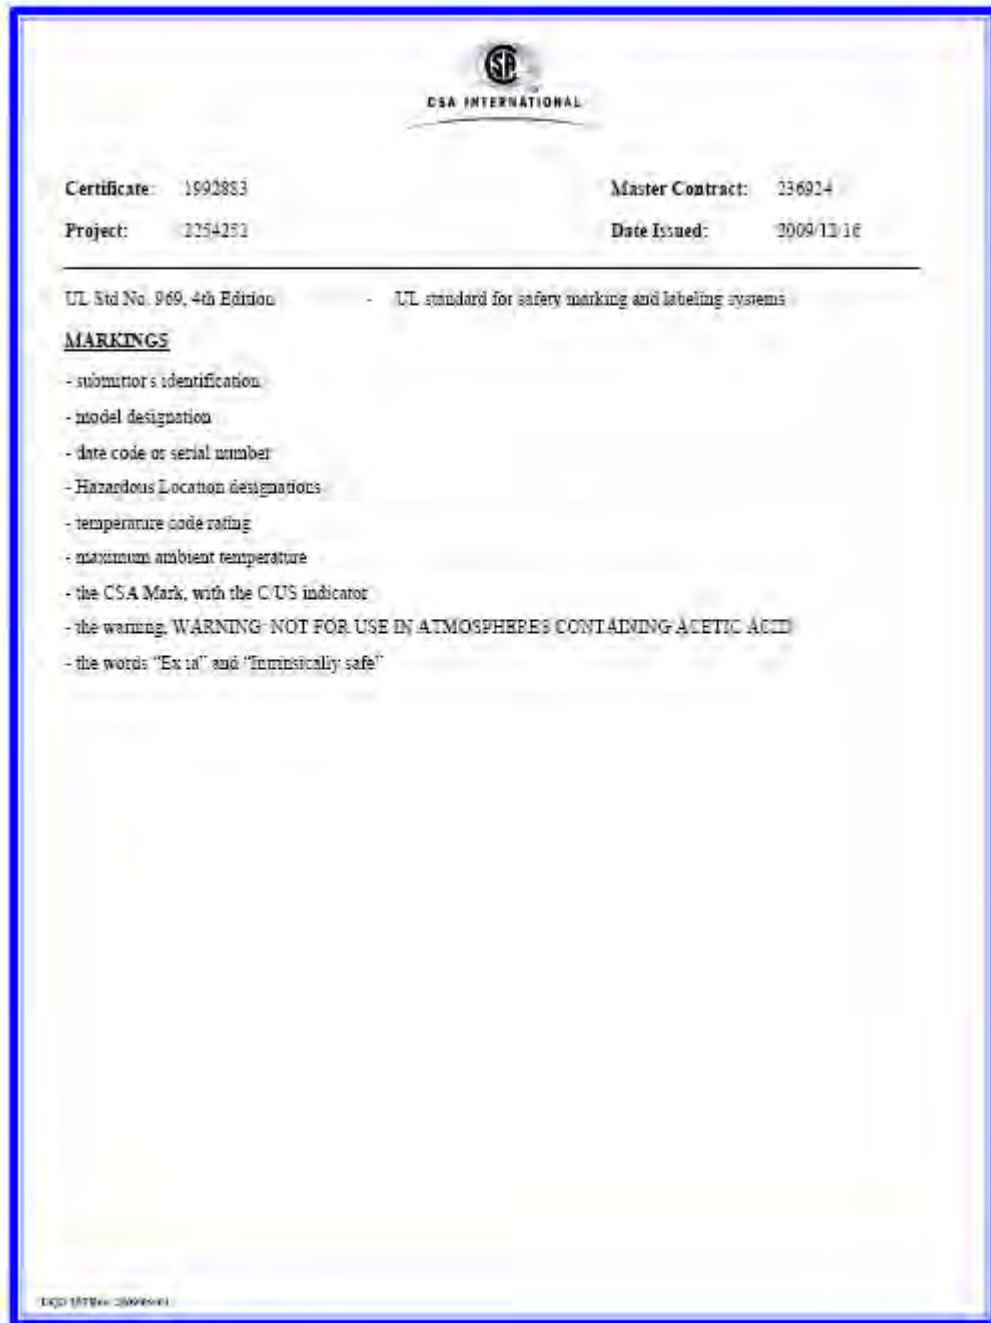 CSA INTERNATIONAL
Certificate: 1992883 Master Contract: 236924
Project: 2254252 Date Issued: 2009/12/16
UL Std No. 969, 4th Edition - UL standard for safety marking and labeling systems
MARKINGS
- submittor's identification
- model designation
- date code or serial number
- Hazardous Location designations
- temperature code rating
- maximum ambient temperature
- the CSA Mark, with the C/US indicator
- the warning, WARNING: NOT FOR USE IN ATMOSPHERES CONTAINING ACETIC ACID
- the words "Ex ia" and "Intrinsically safe"